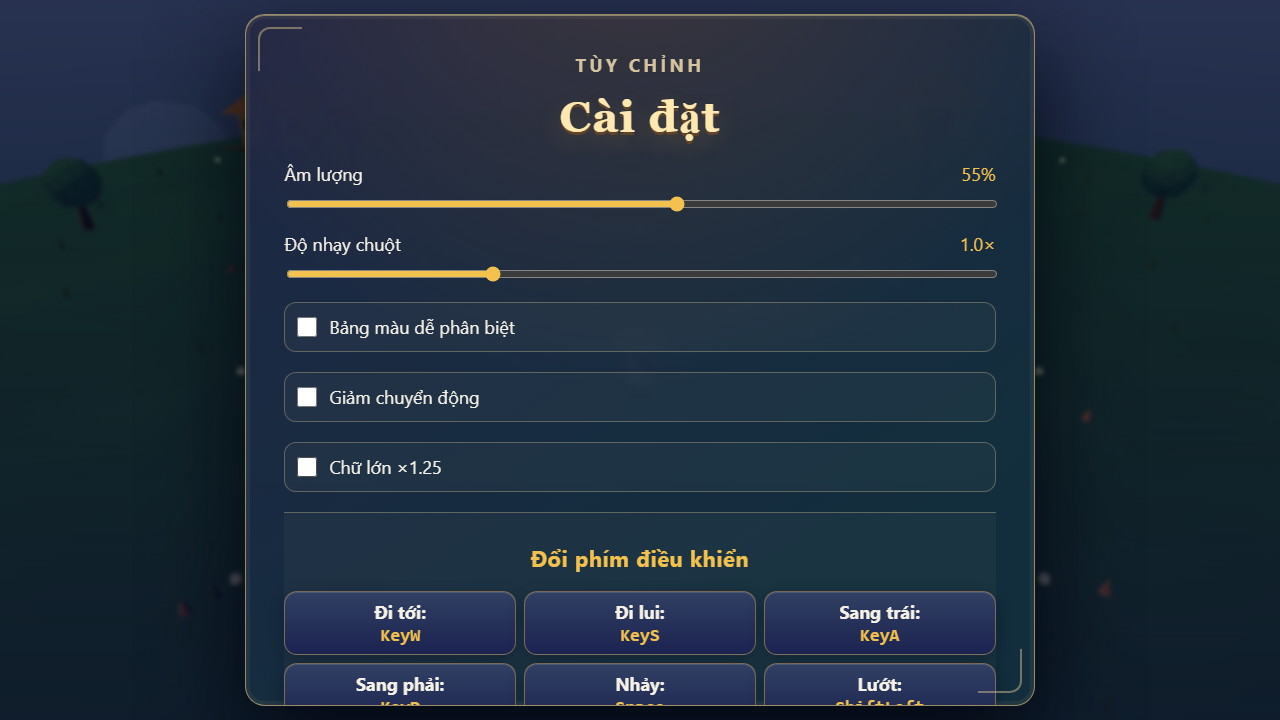 TÙY CHỈNH
Cài đặt
Âm lượng 55%
Độ nhạy chuột 1.0×
Bảng màu dễ phân biệt
Giảm chuyển động
Chữ lớn ×1.25
Đổi phím điều khiển
Đi tới: Đi lui: Sang trái:
KeyW KeyS KeyA
Sang phải: Nhảy: Lướt: